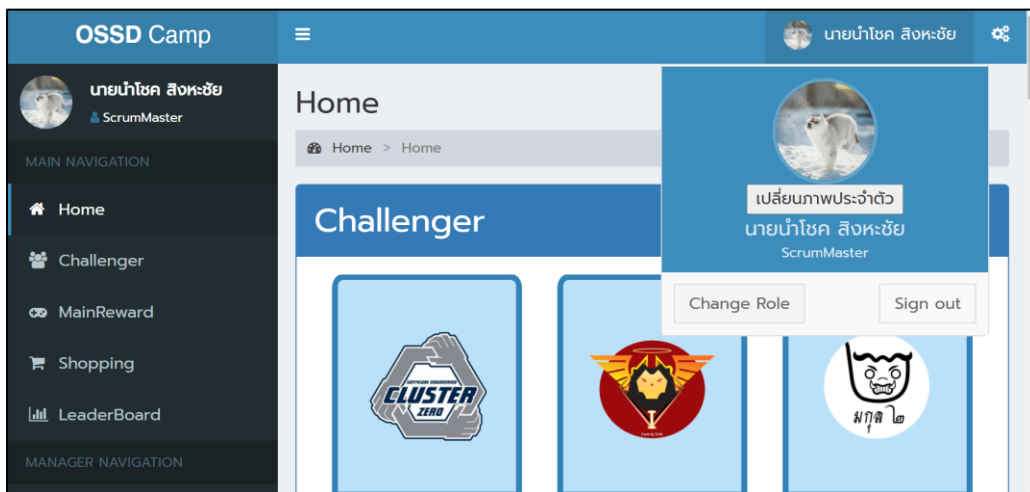 OSSD Camp
นายนำโชค สิงหะชัย
นายนำโชค สิงหะชัย
ScrumMaster
MAIN NAVIGATION
Home
Challenger
MainReward
Shopping
LeaderBoard
MANAGER NAVIGATION
Home
Home > Home
Challenger
SOFTWARE ENGINEERING
CLUSTER
ZERO
I
มกุล ๒
เปลี่ยนภาพประจำตัว
นายนำโชค สิงหะชัย
ScrumMaster
Change Role
Sign out